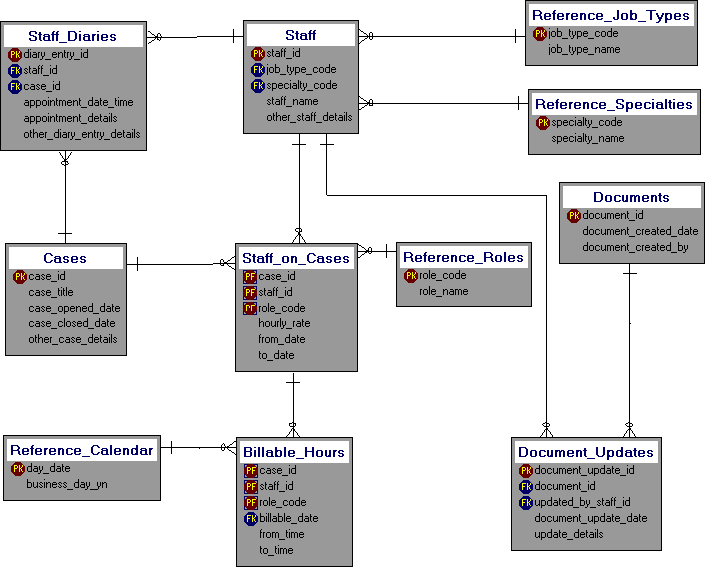 Staff_Diaries
PK diary_entry_id
FK staff_id
FK case_id
appointment_date_time
appointment_details
other_diary_entry_details
Staff
PK staff_id
FK job_type_code
FK specialty_code
staff_name
other_staff_details
Reference_Job_Types
PK job_type_code
job_type_name
Reference_Specialties
PK specialty_code
specialty_name
Documents
PK document_id
document_created_date
document_created_by
Cases
PK case_id
case_title
case_opened_date
case_closed_date
other_case_details
Staff_on_Cases
PF case_id
PF staff_id
PF role_code
hourly_rate
from_date
to_date
Reference_Roles
PK role_code
role_name
Reference_Calendar
PK day_date
business_day_yn
Billable_Hours
PF case_id
PF staff_id
PF role_code
FK billable_date
from_time
to_time
Document_Updates
PK document_update_id
FK document_id
FK updated_by_staff_id
document_update_date
update_details